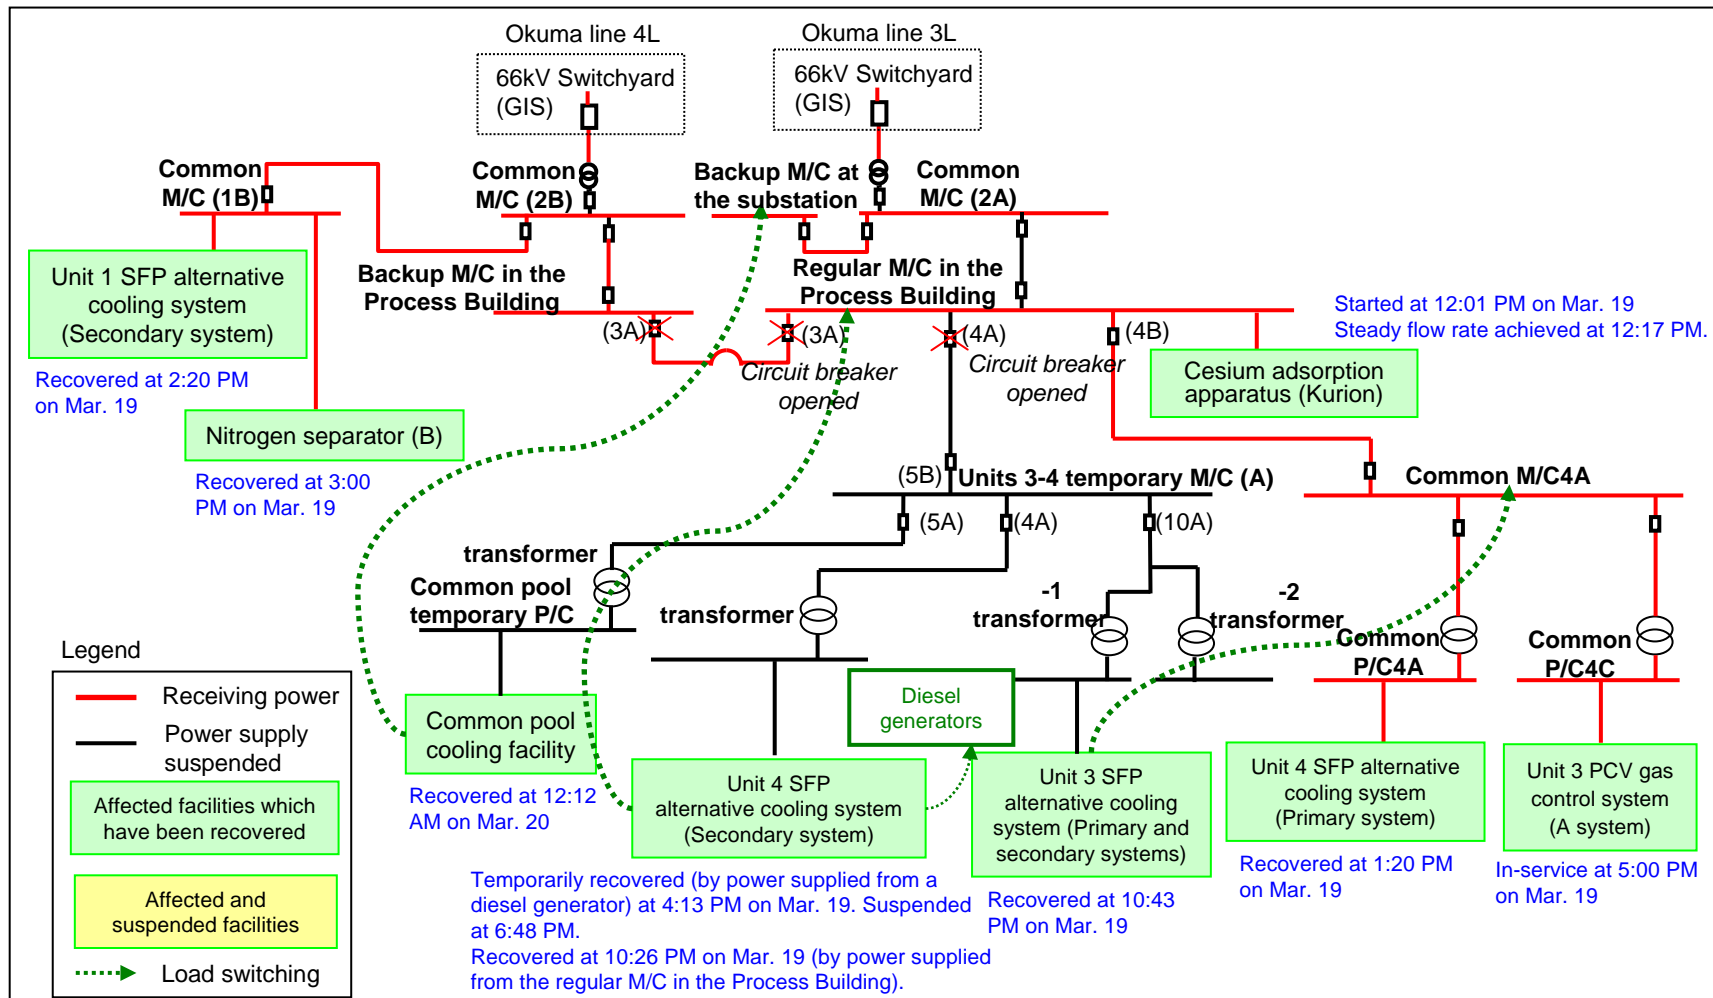 Okuma line 4L
66kV Switchyard
(GIS)
Okuma line 3L
66kV Switchyard
(GIS)
Common
M/C (1B)
Common
M/C (2B)
Backup M/C at
the substation
Common
M/C (2A)
Unit 1 SFP alternative
cooling system
(Secondary system)
Recovered at 2:20 PM
on Mar. 19
Nitrogen separator (B)
Recovered at 3:00
PM on Mar. 19
Backup M/C in the
Process Building
Regular M/C in the
Process Building
(3A)
(3A)
(4A)
(4B)
Circuit breaker
opened
Circuit breaker
opened
Started at 12:01 PM on Mar. 19
Steady flow rate achieved at 12:17 PM.
Cesium adsorption
apparatus (Kurion)
(5B)
Units 3-4 temporary M/C (A)
(5A)
(4A)
(10A)
Common M/C4A
transformer
Common pool
temporary P/C
transformer
-1
transformer
-2
transformer
Common
P/C4A
Common
P/C4C
Diesel
generators
Common pool
cooling facility
Recovered at 12:12
AM on Mar. 20
Unit 4 SFP
alternative cooling system
(Secondary system)
Temporarily recovered (by power supplied from a
diesel generator) at 4:13 PM on Mar. 19. Suspended
at 6:48 PM.
Recovered at 10:26 PM on Mar. 19 (by power supplied
from the regular M/C in the Process Building).
Unit 3 SFP
alternative cooling
system (Primary and
secondary systems)
Recovered at 10:43
PM on Mar. 19
Unit 4 SFP alternative
cooling system
(Primary system)
Recovered at 1:20 PM
on Mar. 19
Unit 3 PCV gas
control system
(A system)
In-service at 5:00 PM
on Mar. 19
Legend
Receiving power
Power supply
suspended
Affected facilities which
have been recovered
Affected and
suspended facilities
Load switching